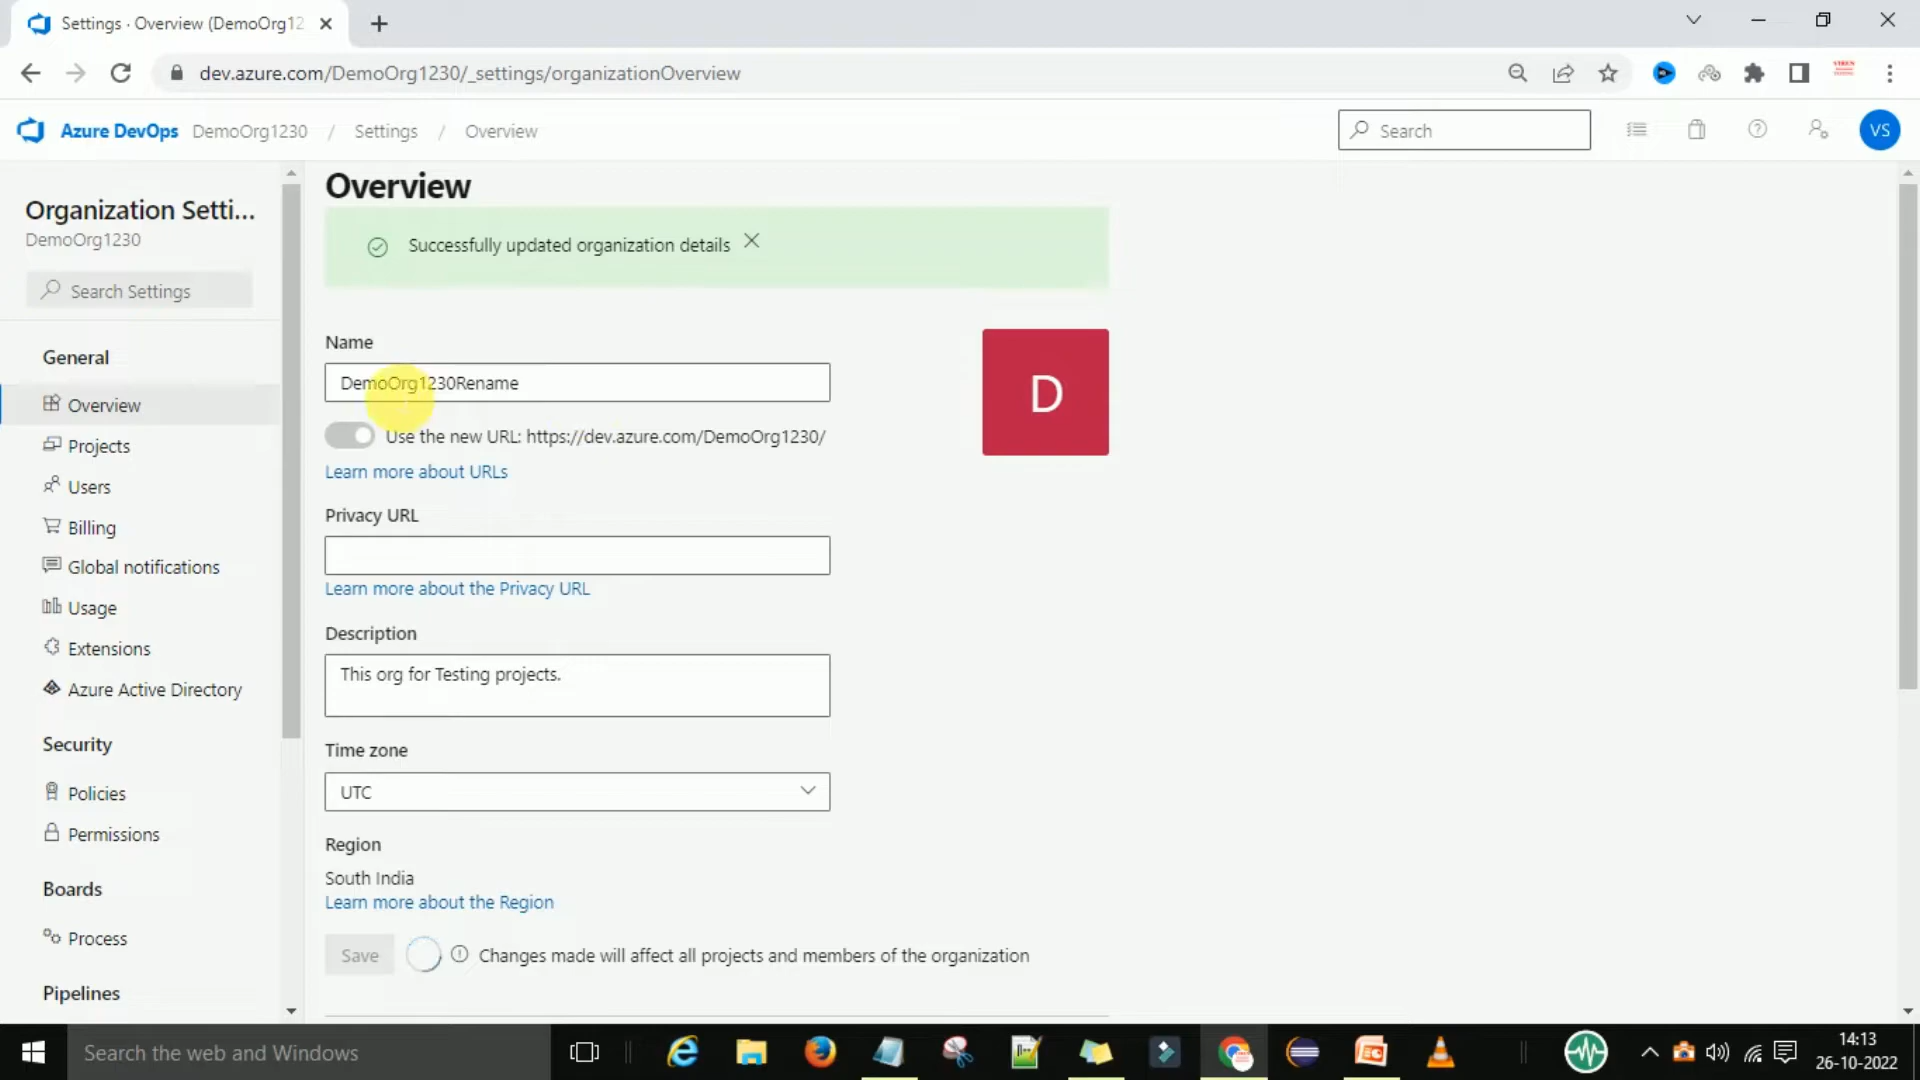 Settings · Overview (DemoOrg12
dev.azure.com/DemoOrg1230/_settings/organizationOverview
Azure DevOps DemoOrg1230 / Settings / Overview
Search
VS
Organization Setti...
DemoOrg1230
Search Settings
General
Overview
Projects
Users
Billing
Global notifications
Usage
Extensions
Azure Active Directory
Security
Policies
Permissions
Boards
Process
Pipelines
Overview
Successfully updated organization details
Name
DemoOrg1230Rename
D
Use the new URL: https://dev.azure.com/DemoOrg1230/
Learn more about URLs
Privacy URL
Learn more about the Privacy URL
Description
This org for Testing projects.
Time zone
UTC
Region
South India
Learn more about the Region
Save
Changes made will affect all projects and members of the organization
Search the web and Windows
14:13
26-10-2022